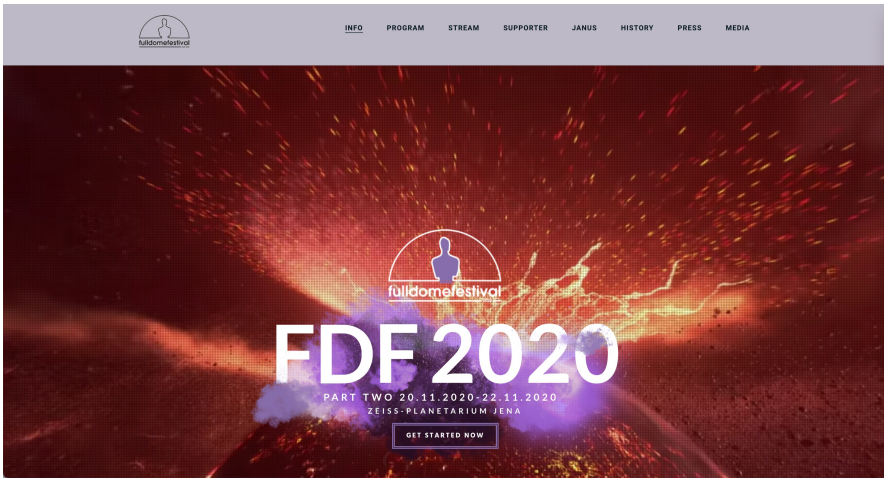 fulldomefestival
INFO PROGRAM STREAM SUPPORTER JANUS HISTORY PRESS MEDIA
fulldomefestival
FDF 2020
PART TWO 20.11.2020-22.11.2020
ZEISS-PLANETARIUM JENA
GET STARTED NOW